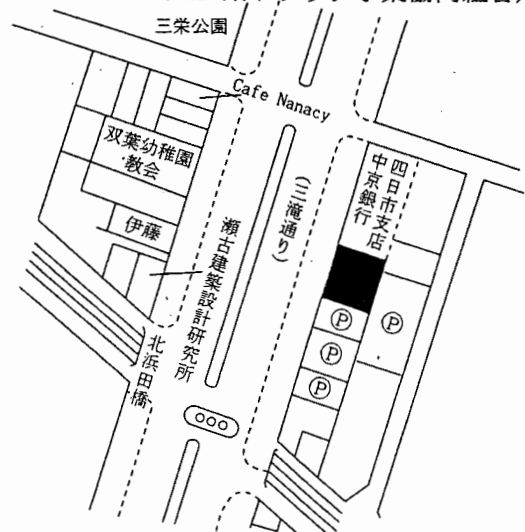 三栄公園
Cafe Nanacy
双葉幼稚園
教会
伊藤
瀬古建築設計研究所
(三滝通り)
四日市支店
中京銀行
P
P
P
P
北浜田橋